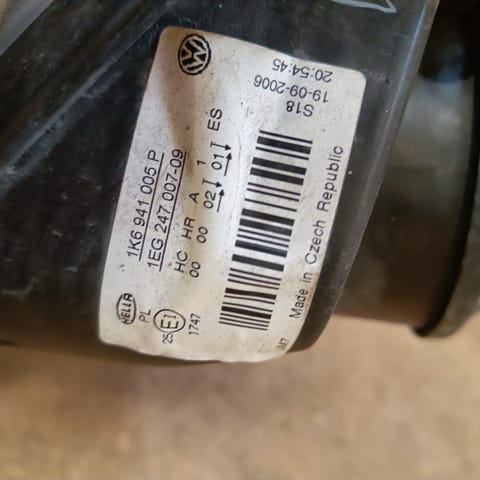 1K6 941 005 P
1EG 247 007-09
HC HR A 1 ES
00 00 02 01
HELLA
PL
25 E1 1747
S18
19-09-2006
20:54:45
Made in Czech Republic